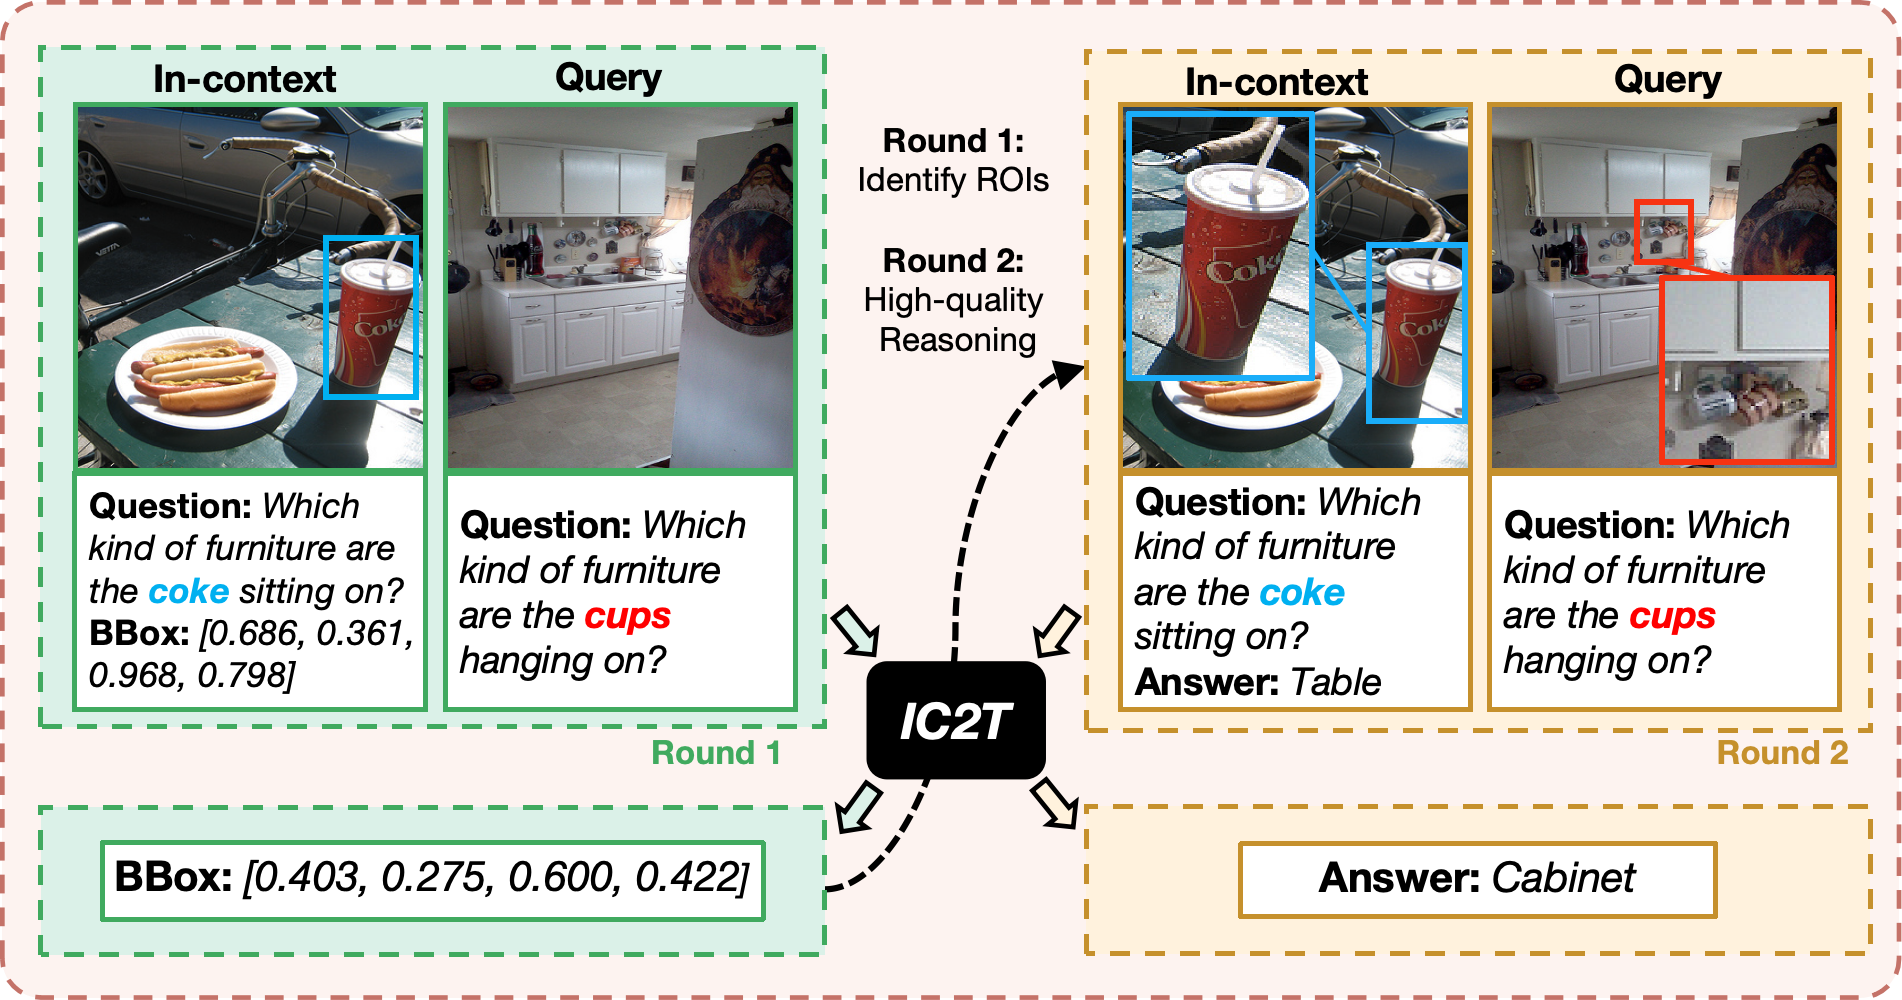 In-context
Query
Question: Which
kind of furniture are
the coke sitting on?
BBox: [0.686, 0.361,
0.968, 0.798]
Question: Which
kind of furniture
are the cups
hanging on?
Round 1
Round 1:
Identify ROIs
Round 2:
High-quality
Reasoning
IC2T
In-context
Query
Coke
Coke
Coke
Question: Which
kind of furniture
are the coke
sitting on?
Answer: Table
Question: Which
kind of furniture
are the cups
hanging on?
Round 2
BBox: [0.403, 0.275, 0.600, 0.422]
Answer: Cabinet